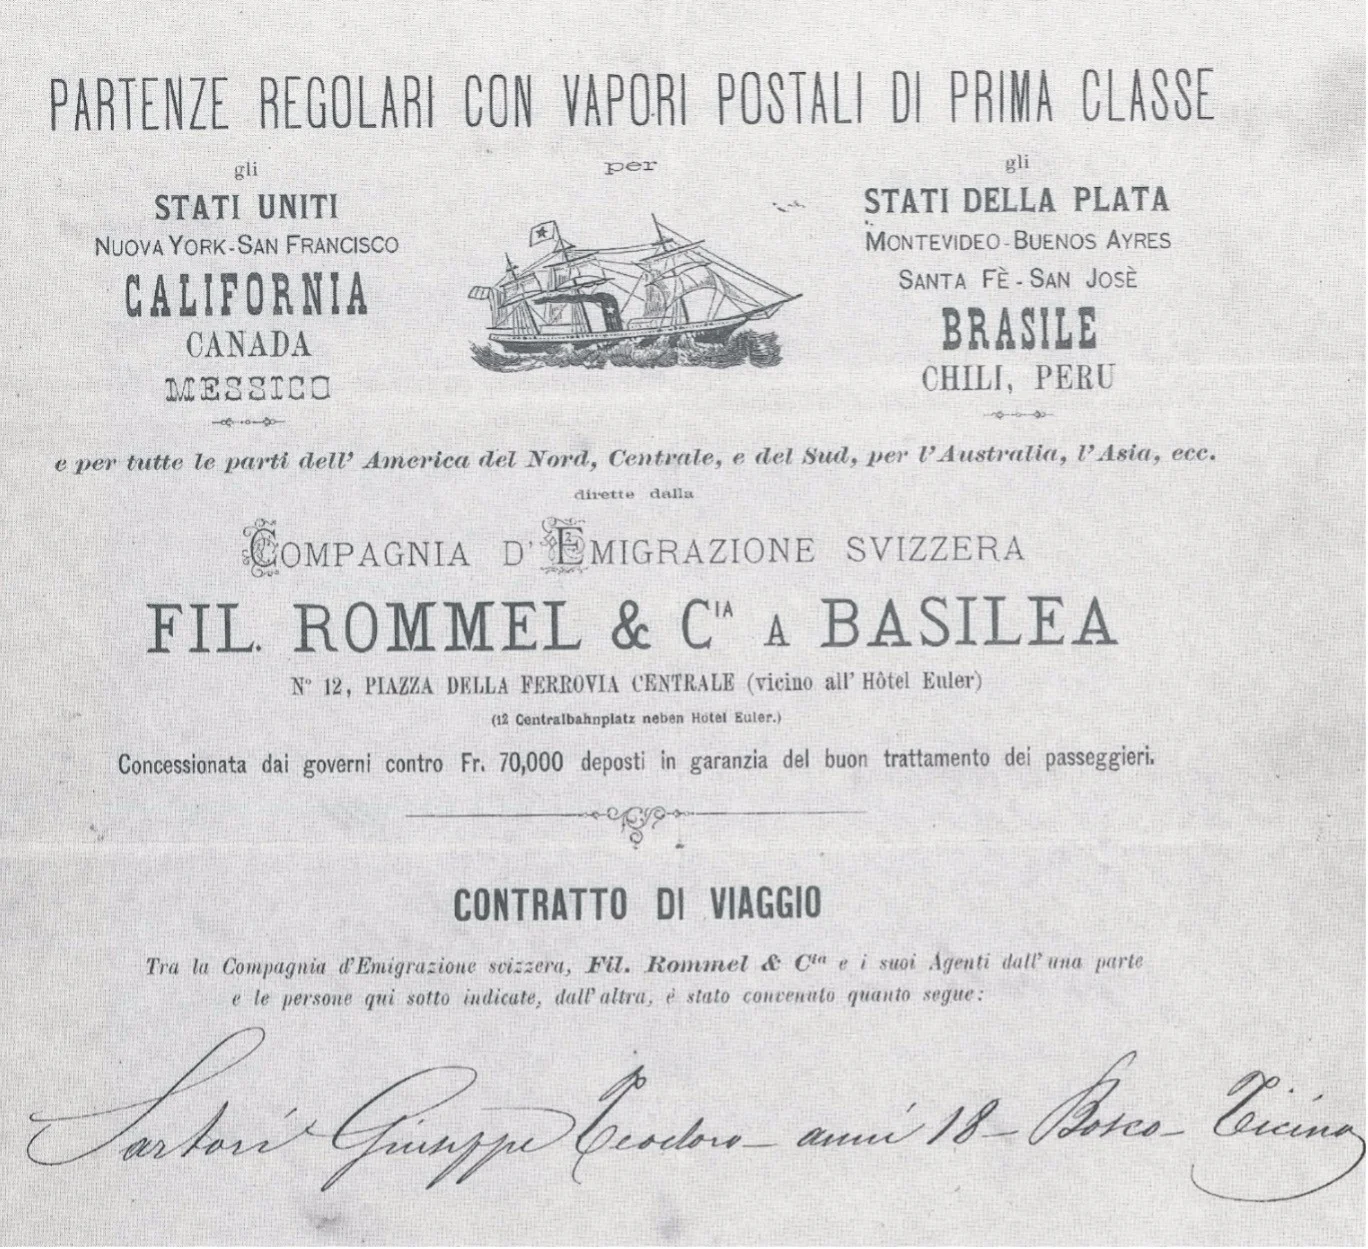 PARTENZE REGOLARI CON VAPORI POSTALI DI PRIMA CLASSE
per
gli
STATI UNITI
NUOVA YORK-SAN FRANCISCO
CALIFORNIA
CANADA
MESSICO
gli
STATI DELLA PLATA
MONTEVIDEO-BUENOS AYRES
SANTA FÈ-SAN JOSÈ
BRASILE
CHILI, PERU
e per tutte le parti dell' America del Nord, Centrale, e del Sud, per l'Australia, l'Asia, ecc.
dirette dalla
COMPAGNIA D'EMIGRAZIONE SVIZZERA
FIL. ROMMEL & CIA A BASILEA
No 12, PIAZZA DELLA FERROVIA CENTRALE (vicino all' Hôtel Euler)
(12 Centralbahnplatz neben Hotel Euler.)
Concessionata dai governi contro Fr. 70,000 deposti in garanzia del buon trattamento dei passeggieri.
CONTRATTO DI VIAGGIO
Tra la Compagnia d'Emigrazione svizzera, Fil. Rommel & Cia e i suoi Agenti dall' una parte
e le persone qui sotto indicate, dall'altra, è stato convenuto quanto segue:
Sartori Giuseppe Teodoro - anni 18 - Bosco - Ticino